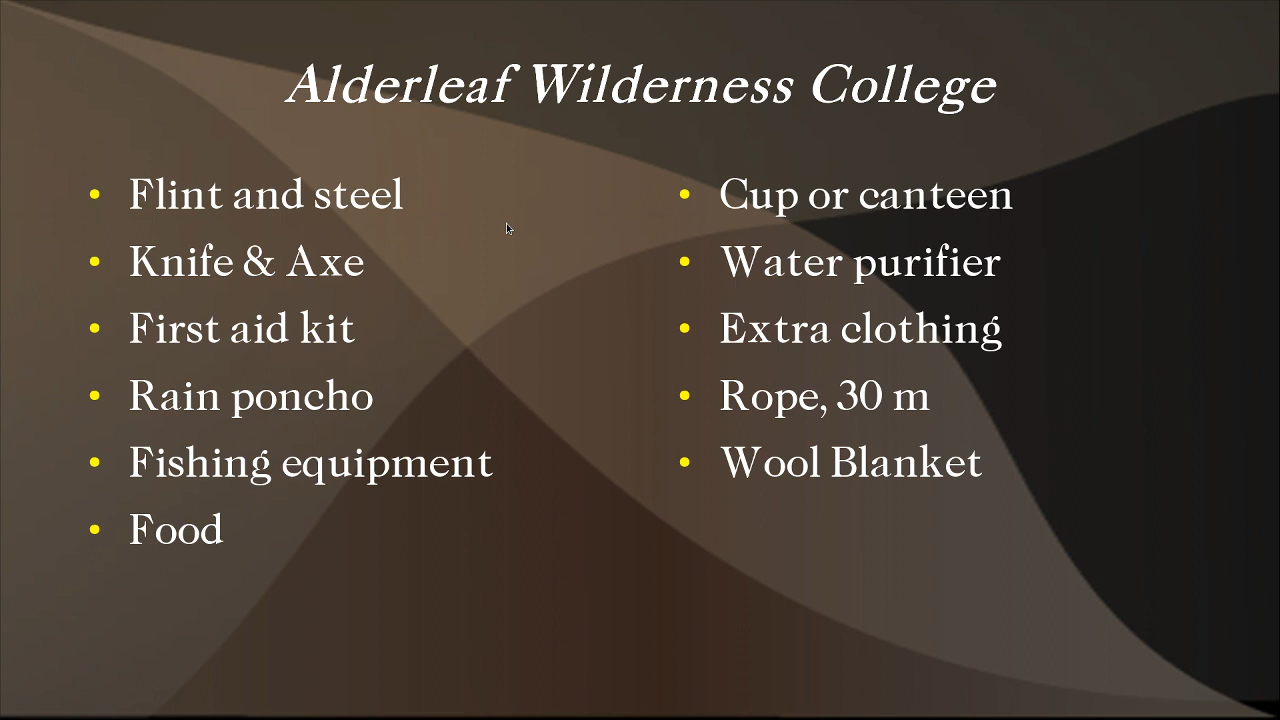 Alderleaf Wilderness College
• Flint and steel
• Knife & Axe
• First aid kit
• Rain poncho
• Fishing equipment
• Food
• Cup or canteen
• Water purifier
• Extra clothing
• Rope, 30 m
• Wool Blanket